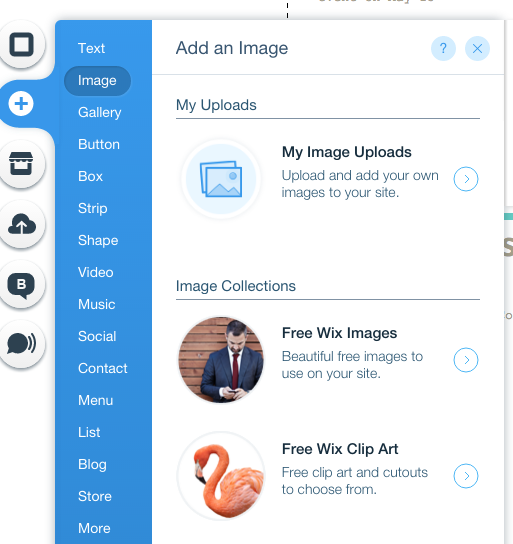 Text
Image
Gallery
Button
Box
Strip
Shape
Video
Music
Social
Contact
Menu
List
Blog
Store
More
B
Add an Image
?
My Uploads
My Image Uploads
Upload and add your own
images to your site.
Image Collections
Free Wix Images
Beautiful free images to
use on your site.
Free Wix Clip Art
Free clip art and cutouts
to choose from.